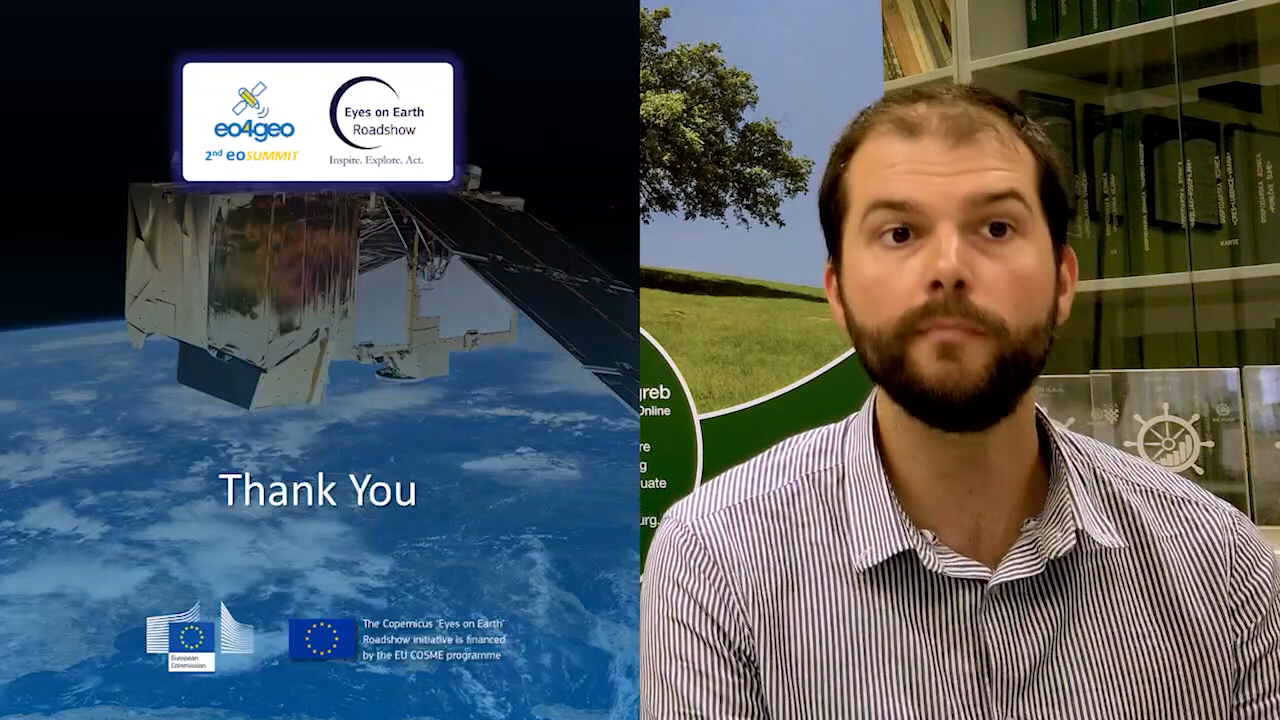 eo4geo
2nd eoSUMMIT
Eyes on Earth
Roadshow
Inspire. Explore. Act.
Thank You
European
Commission
The Copernicus 'Eyes on Earth'
Roadshow initiative is financed
by the EU COSME programme
greb
Online
re
g
uate
urg.
KARTE